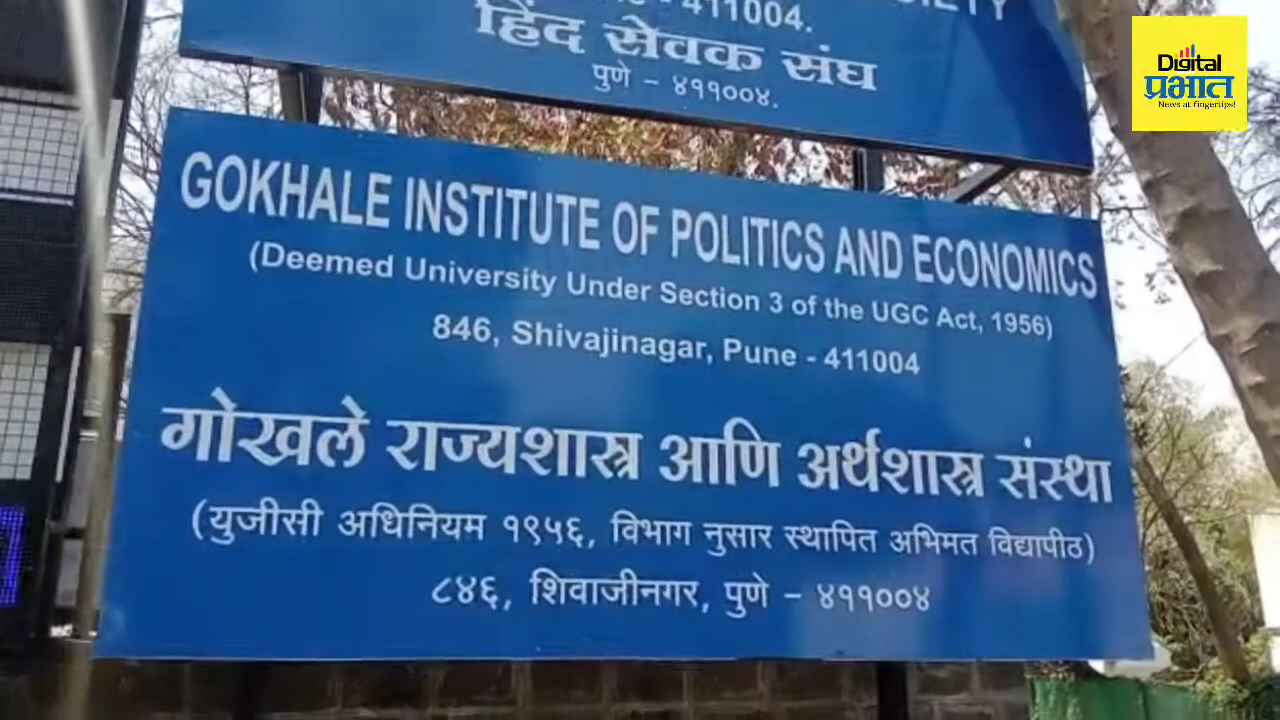 - 411004.
हिंद सेवक संघ
पुणे - ४११००४.
GOKHALE INSTITUTE OF POLITICS AND ECONOMICS
(Deemed University Under Section 3 of the UGC Act, 1956)
846, Shivajinagar, Pune - 411004
गोखले राज्यशास्त्र आणि अर्थशास्त्र संस्था
(युजीसी अधिनियम १९५६, विभाग नुसार स्थापित अभिमत विद्यापीठ)
८४६, शिवाजीनगर, पुणे - ४११००४
Digital
प्रभात
News at fingertips!